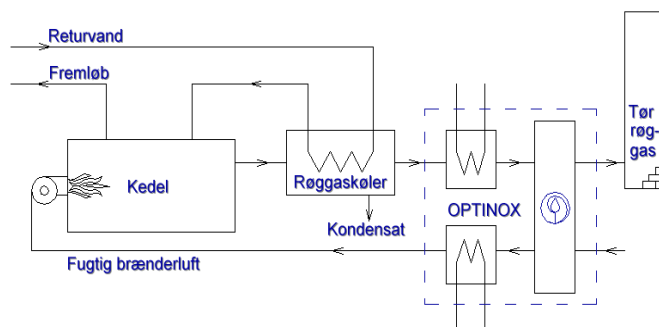 Returvand
Fremløb
Kedel
Røggaskøler
Kondensat
Fugtig brænderluft
OPTINOX
Tør
røg-
gas